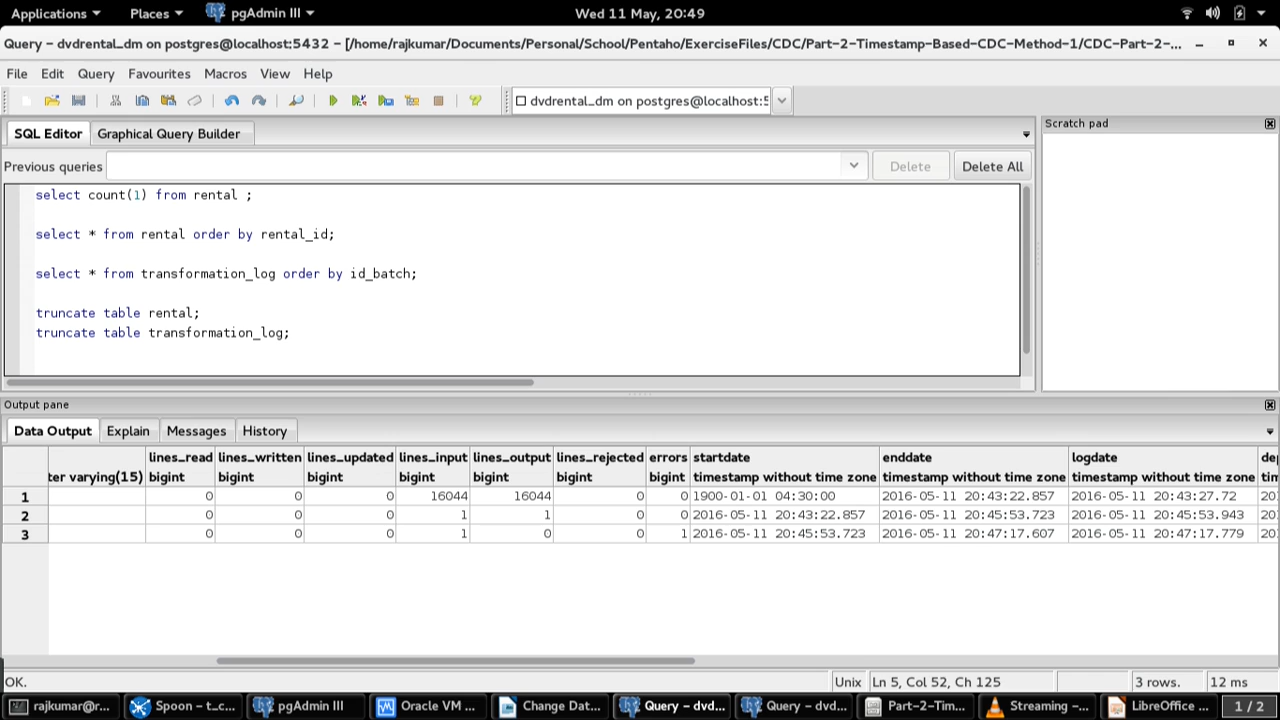 Applications Places pgAdmin III Wed 11 May, 20:49
Query – dvdrental_dm on postgres@localhost:5432 – [/home/rajkumar/Documents/Personal/School/Pentaho/ExerciseFiles/CDC/Part-2-Timestamp-Based-CDC-Method-1/CDC-Part-2-...
File Edit Query Favourites Macros View Help
dvdrental_dm on postgres@localhost:5
SQL Editor Graphical Query Builder
Scratch pad
Previous queries Delete Delete All
select count(1) from rental ;
select * from rental order by rental_id;
select * from transformation_log order by id_batch;
truncate table rental;
truncate table transformation_log;
Output pane
Data Output Explain Messages History
lines_read lines_written lines_updated lines_input lines_output lines_rejected errors startdate enddate logdate dep
ter varying(15) bigint bigint bigint bigint bigint bigint bigint timestamp without time zone timestamp without time zone timestamp without time zone tim
1 0 0 0 16044 16044 0 0 1900-01-01 04:30:00 2016-05-11 20:43:22.857 2016-05-11 20:43:27.72 20
2 0 0 0 1 1 0 0 2016-05-11 20:43:22.857 2016-05-11 20:45:53.723 2016-05-11 20:45:53.943 20
3 0 0 0 1 0 0 1 2016-05-11 20:45:53.723 2016-05-11 20:47:17.607 2016-05-11 20:47:17.779 20
OK. Unix Ln 5, Col 52, Ch 125 3 rows. 12 ms
rajkumar@r... Spoon – t_c... pgAdmin III Oracle VM ... Change Dat... Query – dvd... Query – dvd... Part-2-Tim... Streaming –... LibreOffice ... 1 / 2